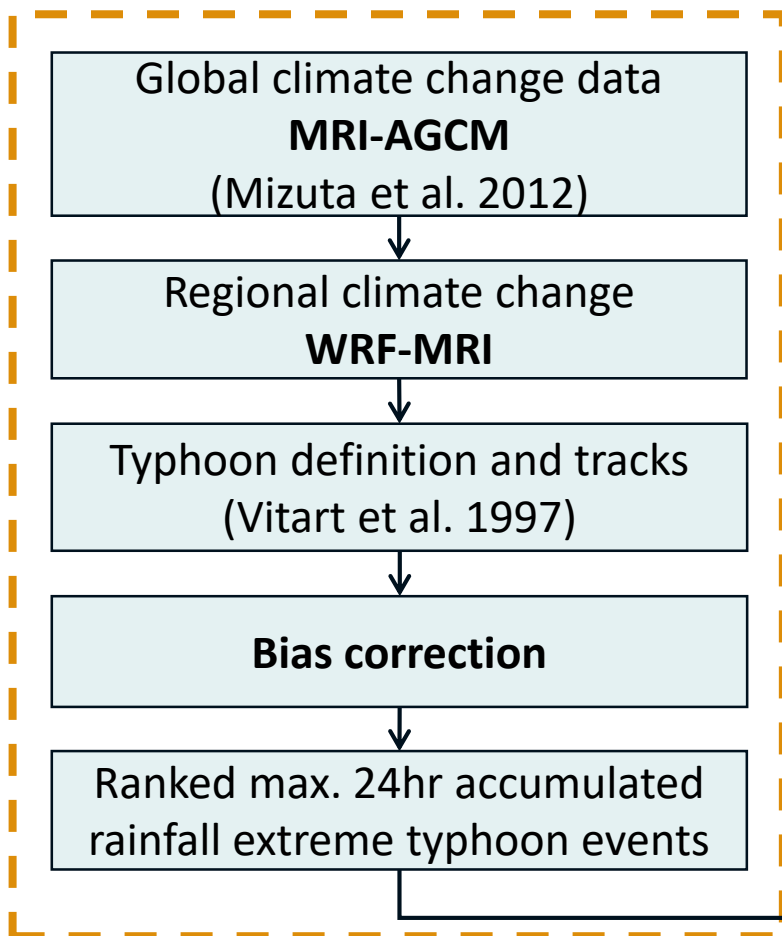 Global climate change data
MRI-AGCM
(Mizuta et al. 2012)
Regional climate change
WRF-MRI
Typhoon definition and tracks
(Vitart et al. 1997)
Bias correction
Ranked max. 24hr accumulated
rainfall extreme typhoon events